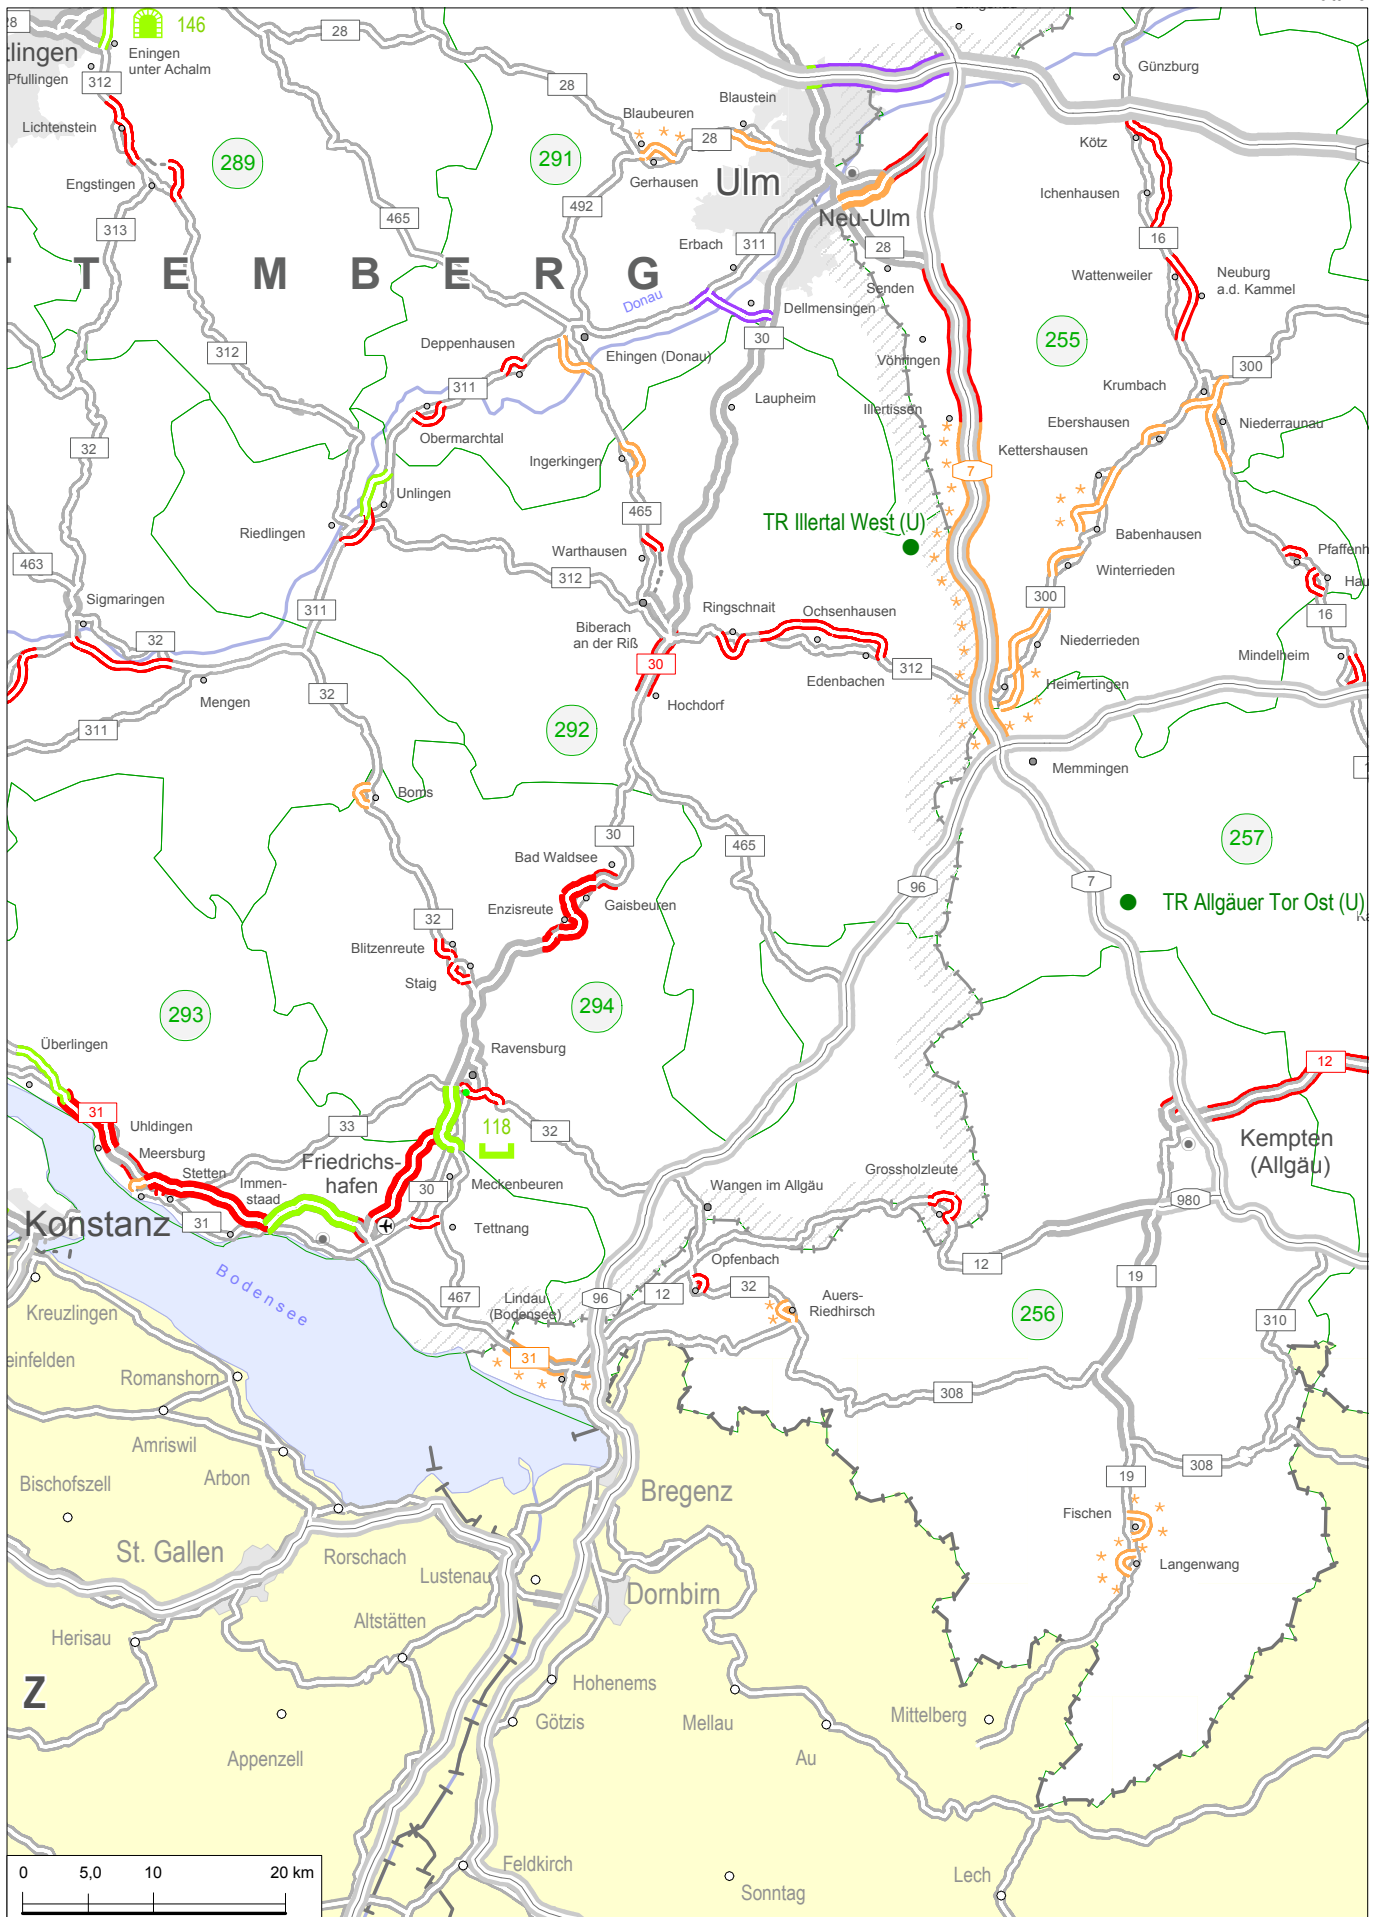 28
146
28
tlingen
Eningen
unter Achalm
Pfullingen
312
28
Blaustein
Günzburg
Blaubeuren
Lichtenstein
28
Kötz
289
291
Gerhausen
Engstingen
Ulm
Ichenhausen
465
492
Neu-Ulm
313
Erbach
311
28
16
T T E M B E R G
Wattenweiler
Neuburg
a.d. Kammel
Senden
Donau
Dellmensingen
30
255
312
Deppenhausen
Ehingen (Donau)
Vöhringen
300
311
Krumbach
Laupheim
Illertissen
Ebershausen
Niederraunau
Obermarchtal
32
Kettershausen
Ingerkingen
7
Unlingen
465
TR Illertal West (U)
Riedlingen
Babenhausen
Warthausen
Pfaffenh
463
312
Winterrieden
Hau
Sigmaringen
300
311
Ringschnait
Ochsenhausen
16
Biberach
an der Riß
32
Niederrieden
30
312
Mindelheim
Edenbachen
Heimertingen
32
Mengen
Hochdorf
311
292
Memmingen
Boms
30
465
257
Bad Waldsee
7
96
Enzisreute
Gaisbeuren
TR Allgäuer Tor Ost (U)
32
Blitzenreute
Staig
293
294
Überlingen
Ravensburg
12
31
Uhldingen
33
118
32
Kempten
(Allgäu)
Meersburg
Friedrichs-
hafen
Stetten
Immen-
staad
Grossholzleute
30
Meckenbeuren
Wangen im Allgäu
980
Konstanz
31
Tettnang
Opfenbach
12
Bodensee
19
Kreuzlingen
467
Lindau
(Bodensee)
96
12
32
Auers-
Riedhirsch
256
310
einfelden
31
Romanshorn
308
Amriswil
Arbon
308
Bischofszell
Bregenz
19
Fischen
St. Gallen
Rorschach
Langenwang
Lustenau
Dornbirn
Altstätten
Herisau
Hohenems
Z
Mittelberg
Götzis
Mellau
Au
Appenzell
Feldkirch
Lech
Sonntag
0 5,0 10 20 km